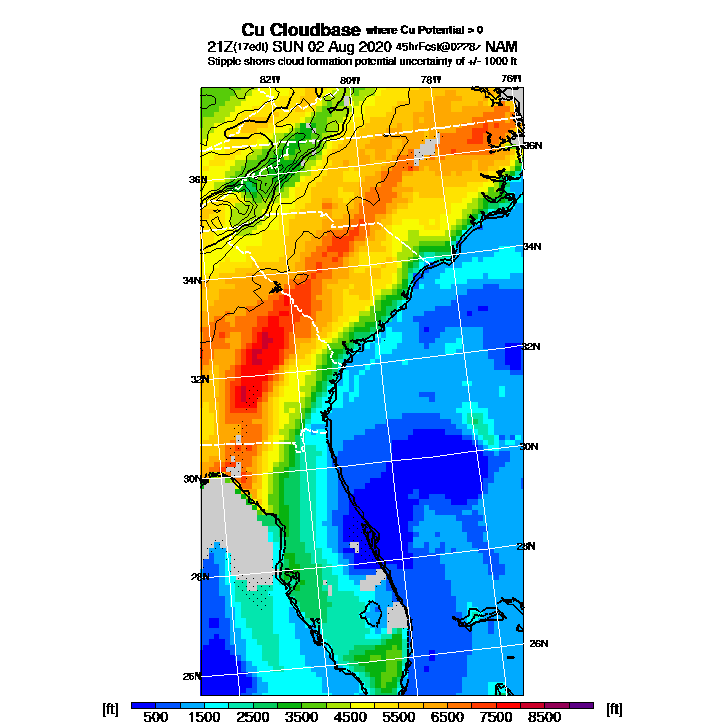 Cu Cloudbase where Cu Potential > 0
21Z(17edt) SUN 02 Aug 2020 45hrFcst@0778z NAM
Stipple shows cloud formation potential uncertainty of +/- 1000 ft
82W 80W 78W 76W
36N 36N
34N 34N
32N 32N
30N 30N
28N 28N
26N 26N
[ft] 500 1500 2500 3500 4500 5500 6500 7500 8500 [ft]